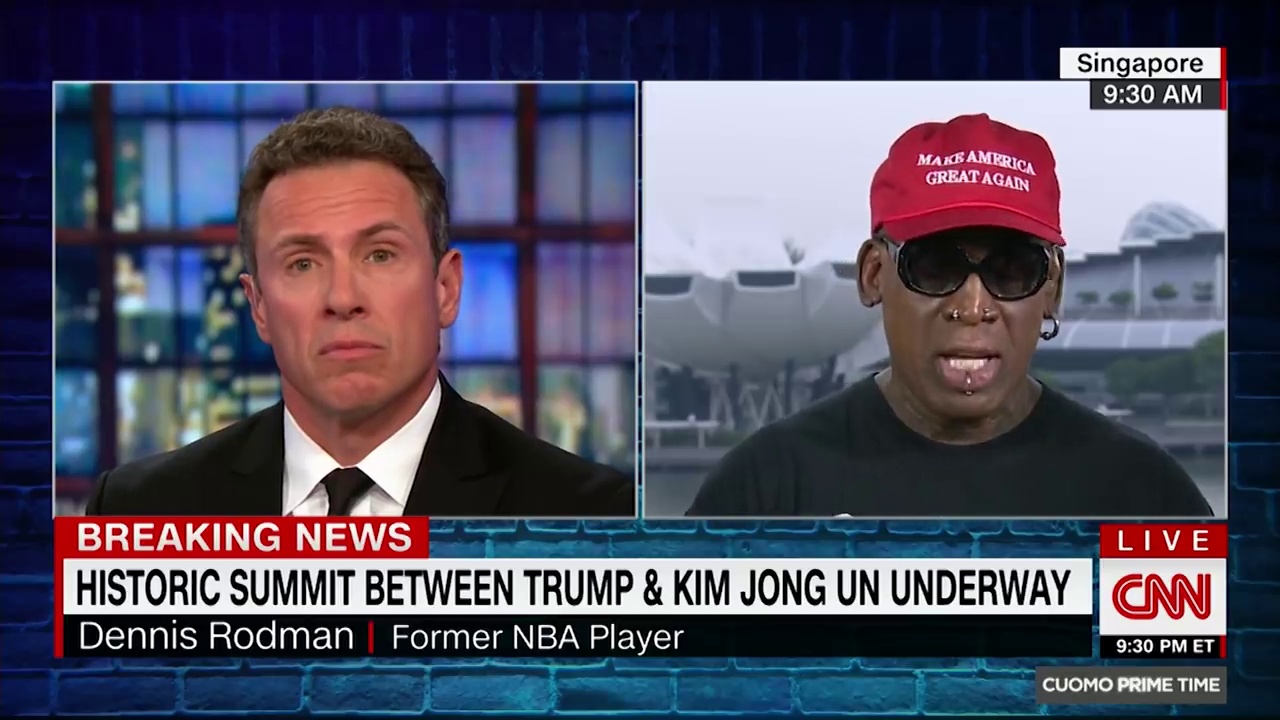 Singapore
9:30 AM
MAKE AMERICA
GREAT AGAIN
BREAKING NEWS
HISTORIC SUMMIT BETWEEN TRUMP & KIM JONG UN UNDERWAY
Dennis Rodman | Former NBA Player
LIVE
CNN
9:30 PM ET
CUOMO PRIME TIME